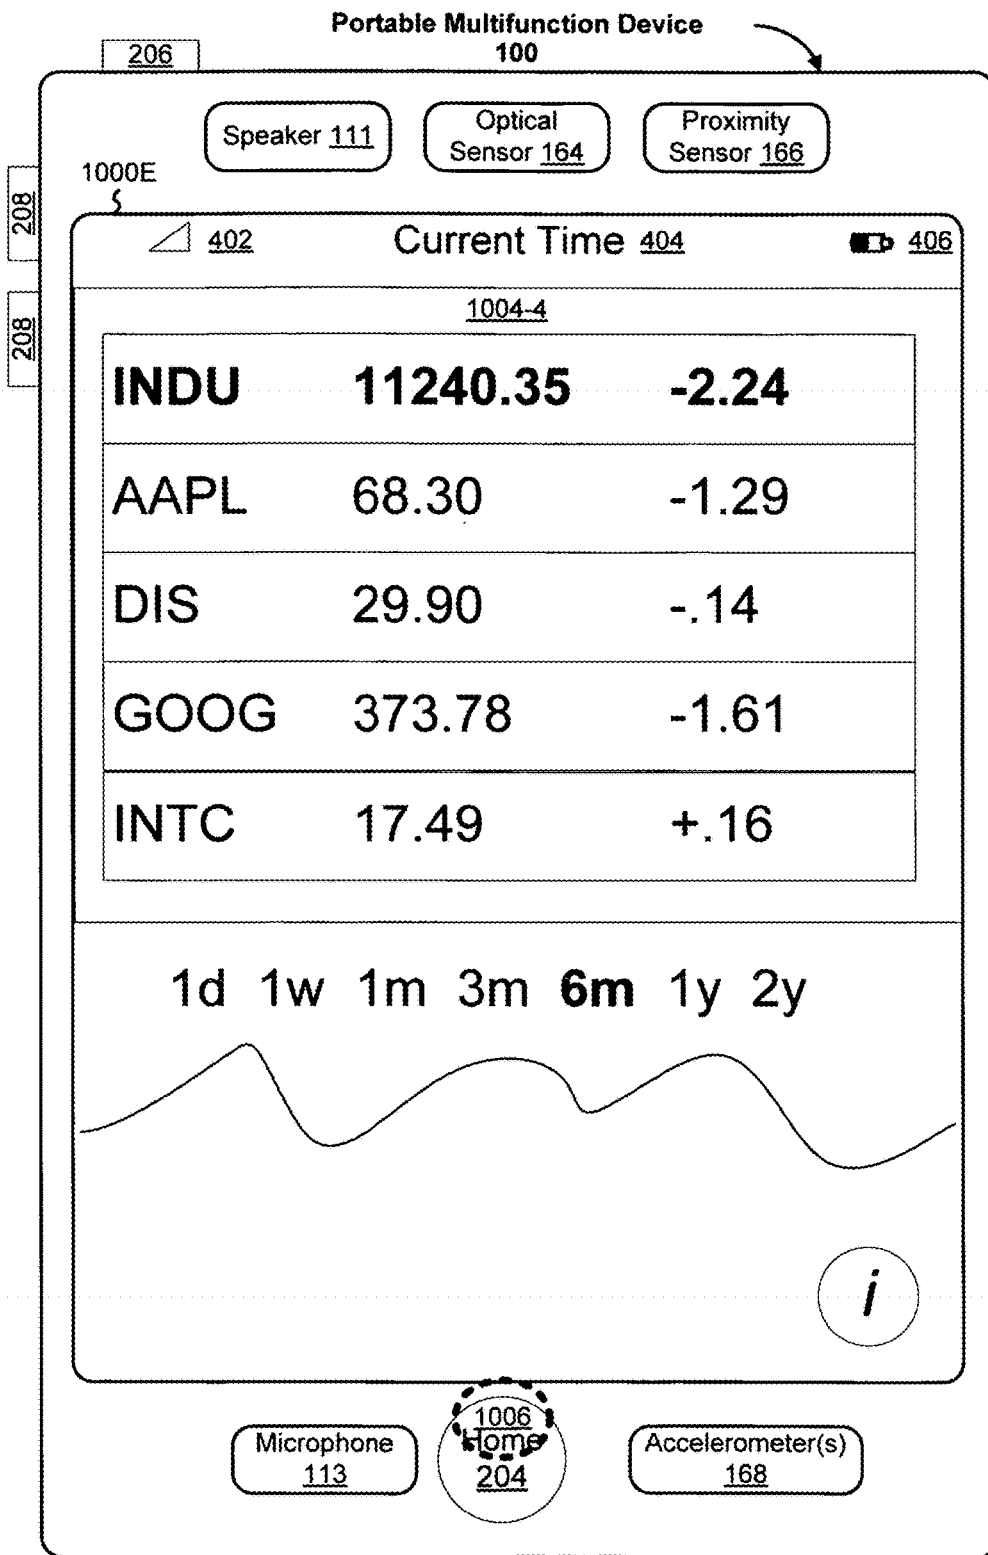 Portable Multifunction Device
100
206
Speaker 111
Optical
Sensor 164
Proximity
Sensor 166
1000E
208
208
402
Current Time 404
406
1004-4
INDU 11240.35 -2.24
AAPL 68.30 -1.29
DIS 29.90 -.14
GOOG 373.78 -1.61
INTC 17.49 +.16
1d 1w 1m 3m 6m 1y 2y
i
1006
Home
204
Microphone
113
Accelerometer(s)
168